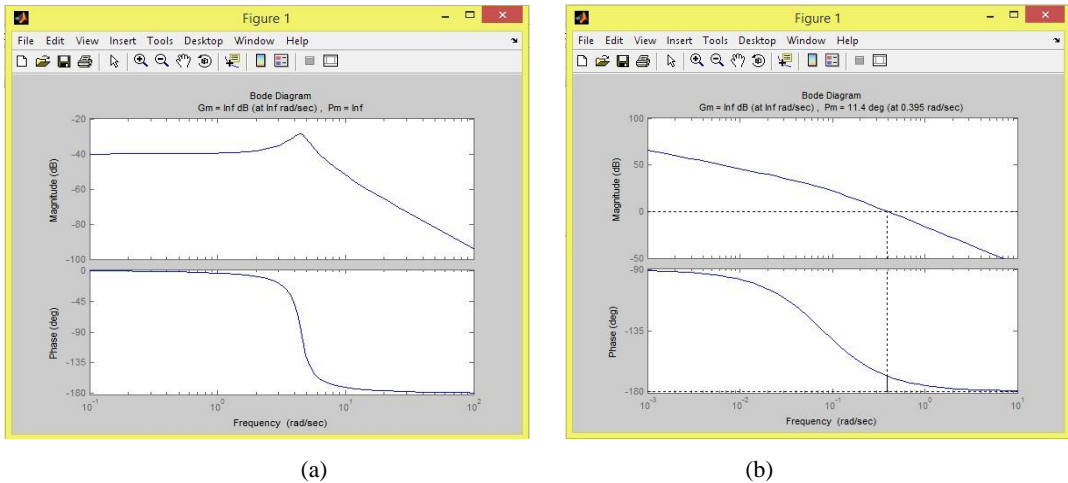 Figure 1
File Edit View Insert Tools Desktop Window Help
Bode Diagram
Gm = Inf dB (at Inf rad/sec) , Pm = Inf
-20
-40
-60
-80
-100
Magnitude (dB)
0
-45
-90
-135
-180
Phase (deg)
10^-1
10^0
10^1
10^2
Frequency (rad/sec)
(a)
Figure 1
File Edit View Insert Tools Desktop Window Help
Bode Diagram
Gm = Inf dB (at Inf rad/sec) , Pm = 11.4 deg (at 0.395 rad/sec)
100
50
0
-50
Magnitude (dB)
-90
-135
-180
Phase (deg)
10^-3
10^-2
10^-1
10^0
10^1
Frequency (rad/sec)
(b)